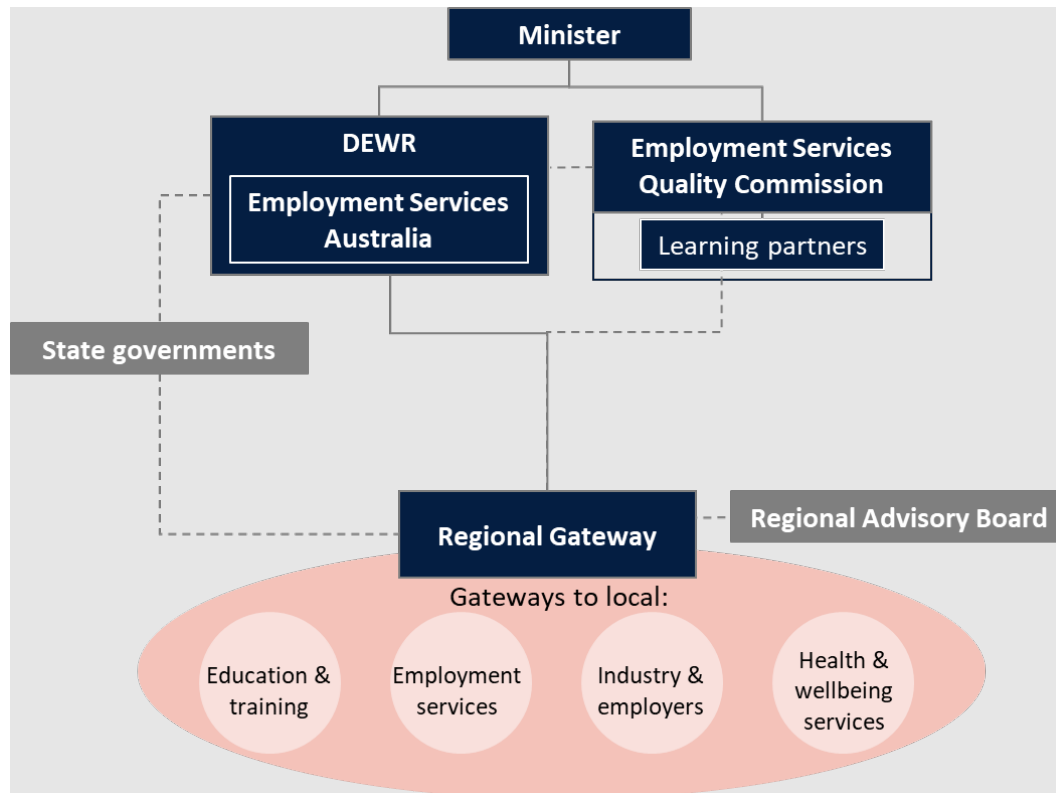 Minister
DEWR
Employment Services
Australia
Employment Services
Quality Commission
Learning partners
State governments
Regional Gateway
Regional Advisory Board
Gateways to local:
Education &
training
Employment
services
Industry &
employers
Health &
wellbeing
services